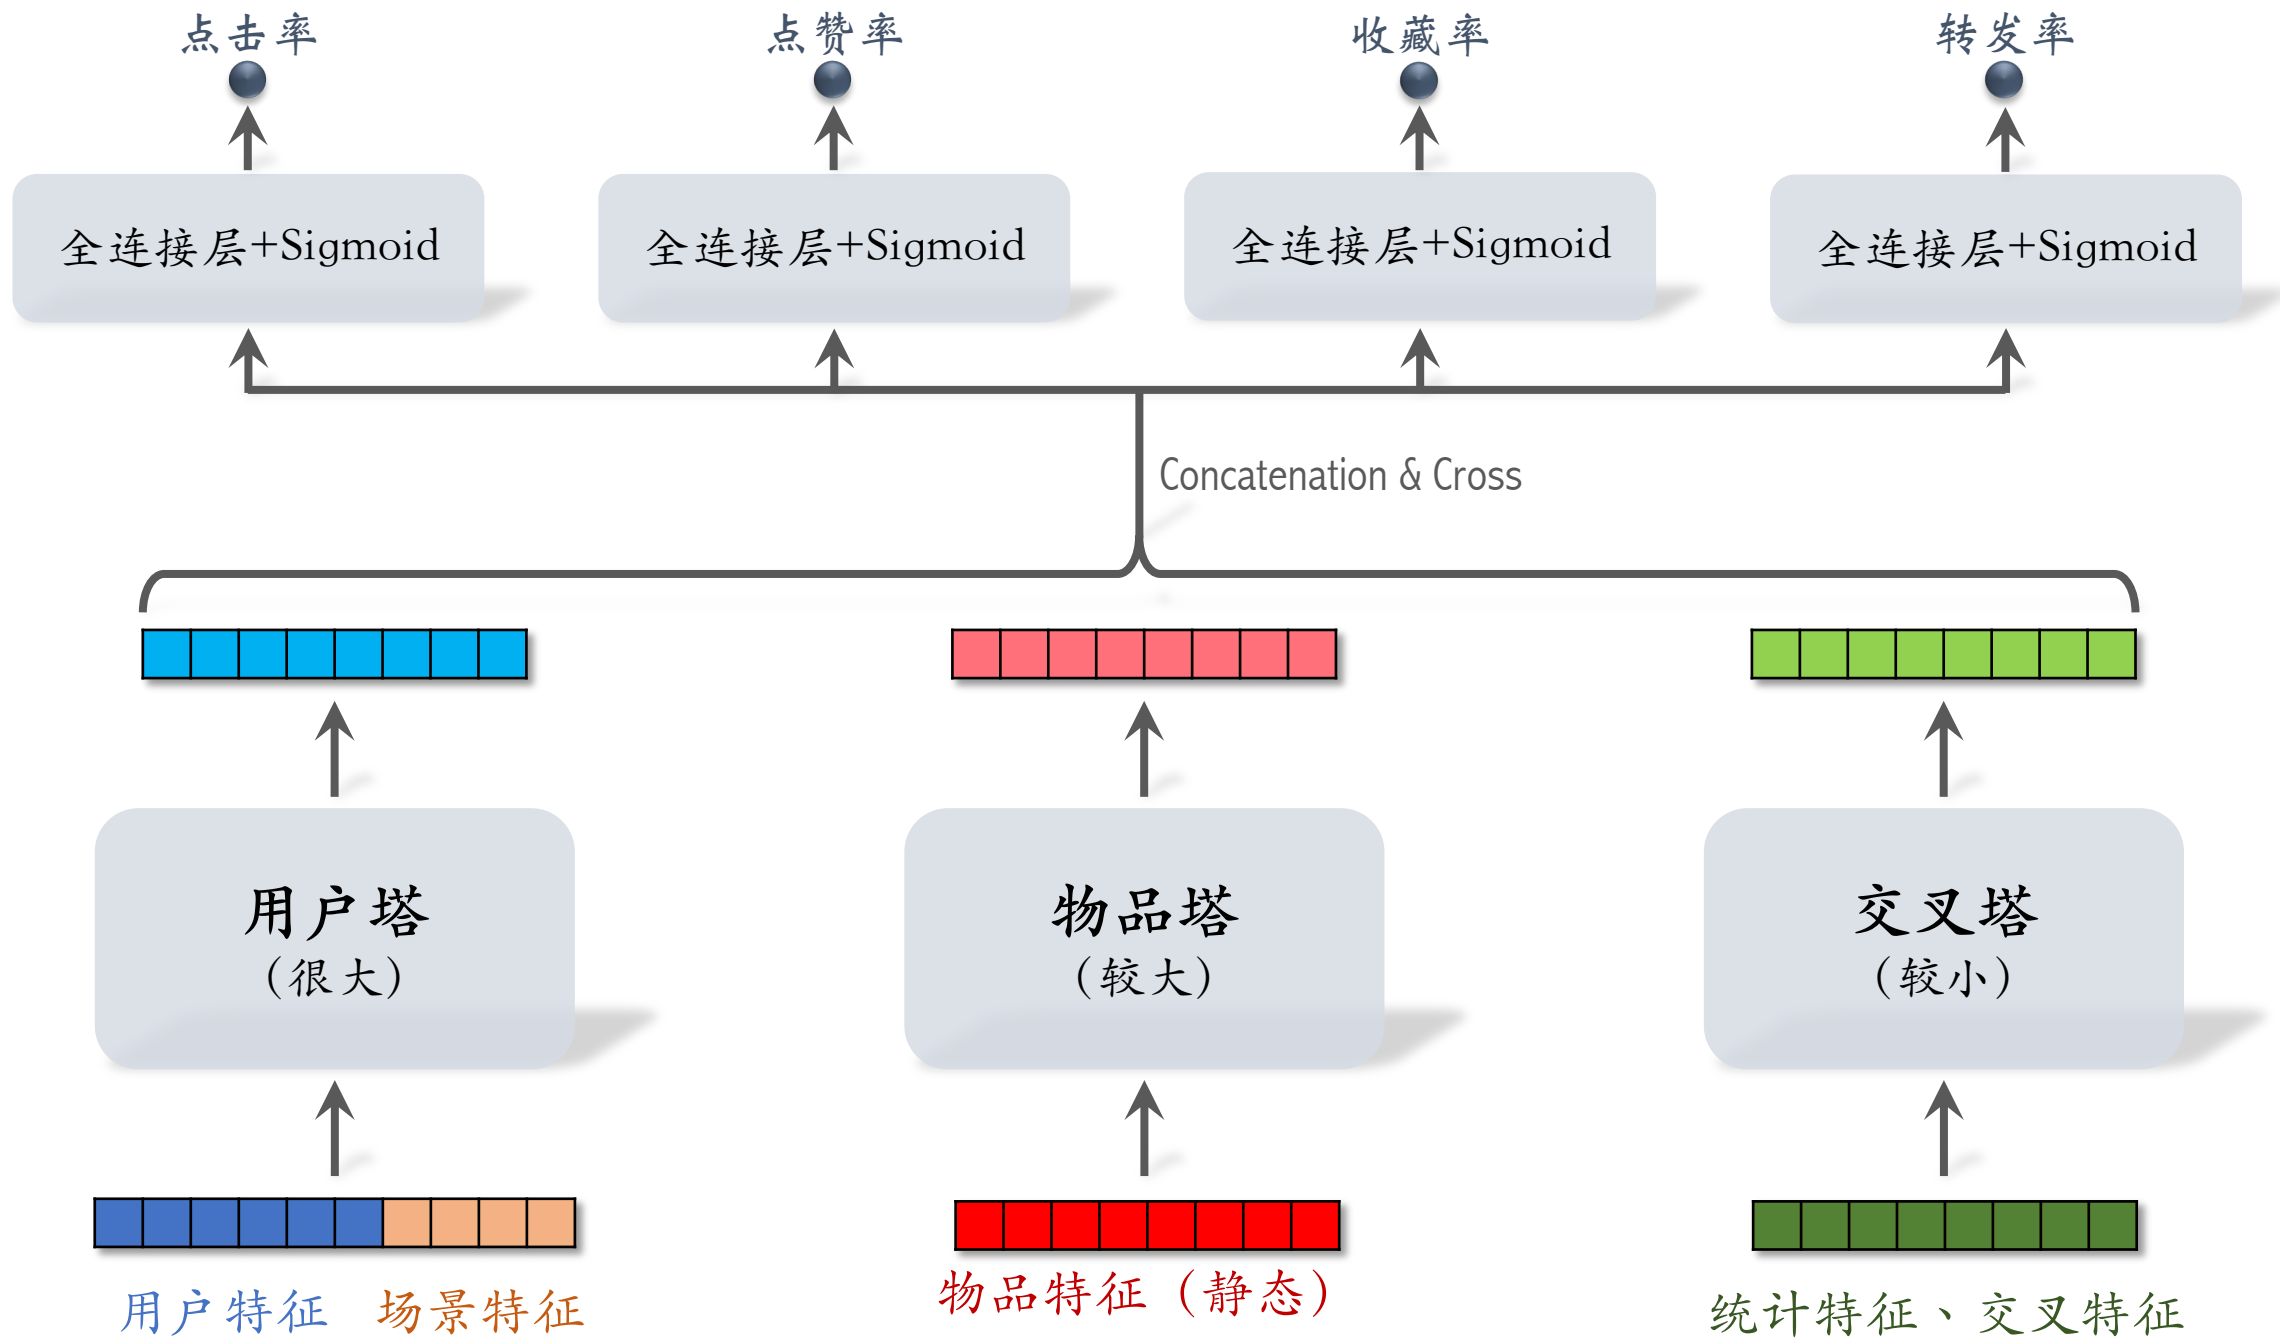 点击率
点赞率
收藏率
转发率
全连接层+Sigmoid
全连接层+Sigmoid
全连接层+Sigmoid
全连接层+Sigmoid
Concatenation & Cross
用户塔
(很大)
物品塔
(较大)
交叉塔
(较小)
用户特征
场景特征
物品特征（静态）
统计特征、交叉特征